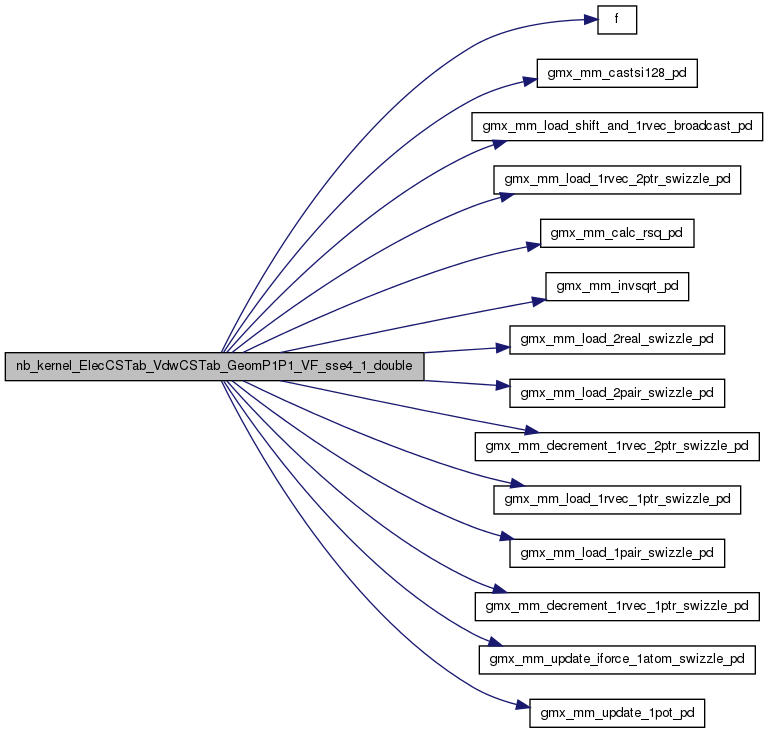 f
gmx_mm_castsi128_pd
gmx_mm_load_shift_and_1rvec_broadcast_pd
gmx_mm_load_1rvec_2ptr_swizzle_pd
gmx_mm_calc_rsq_pd
gmx_mm_invsqrt_pd
gmx_mm_load_2real_swizzle_pd
nb_kernel_ElecCSTab_VdwCSTab_GeomP1P1_VF_sse4_1_double
gmx_mm_load_2pair_swizzle_pd
gmx_mm_decrement_1rvec_2ptr_swizzle_pd
gmx_mm_load_1rvec_1ptr_swizzle_pd
gmx_mm_load_1pair_swizzle_pd
gmx_mm_decrement_1rvec_1ptr_swizzle_pd
gmx_mm_update_iforce_1atom_swizzle_pd
gmx_mm_update_1pot_pd